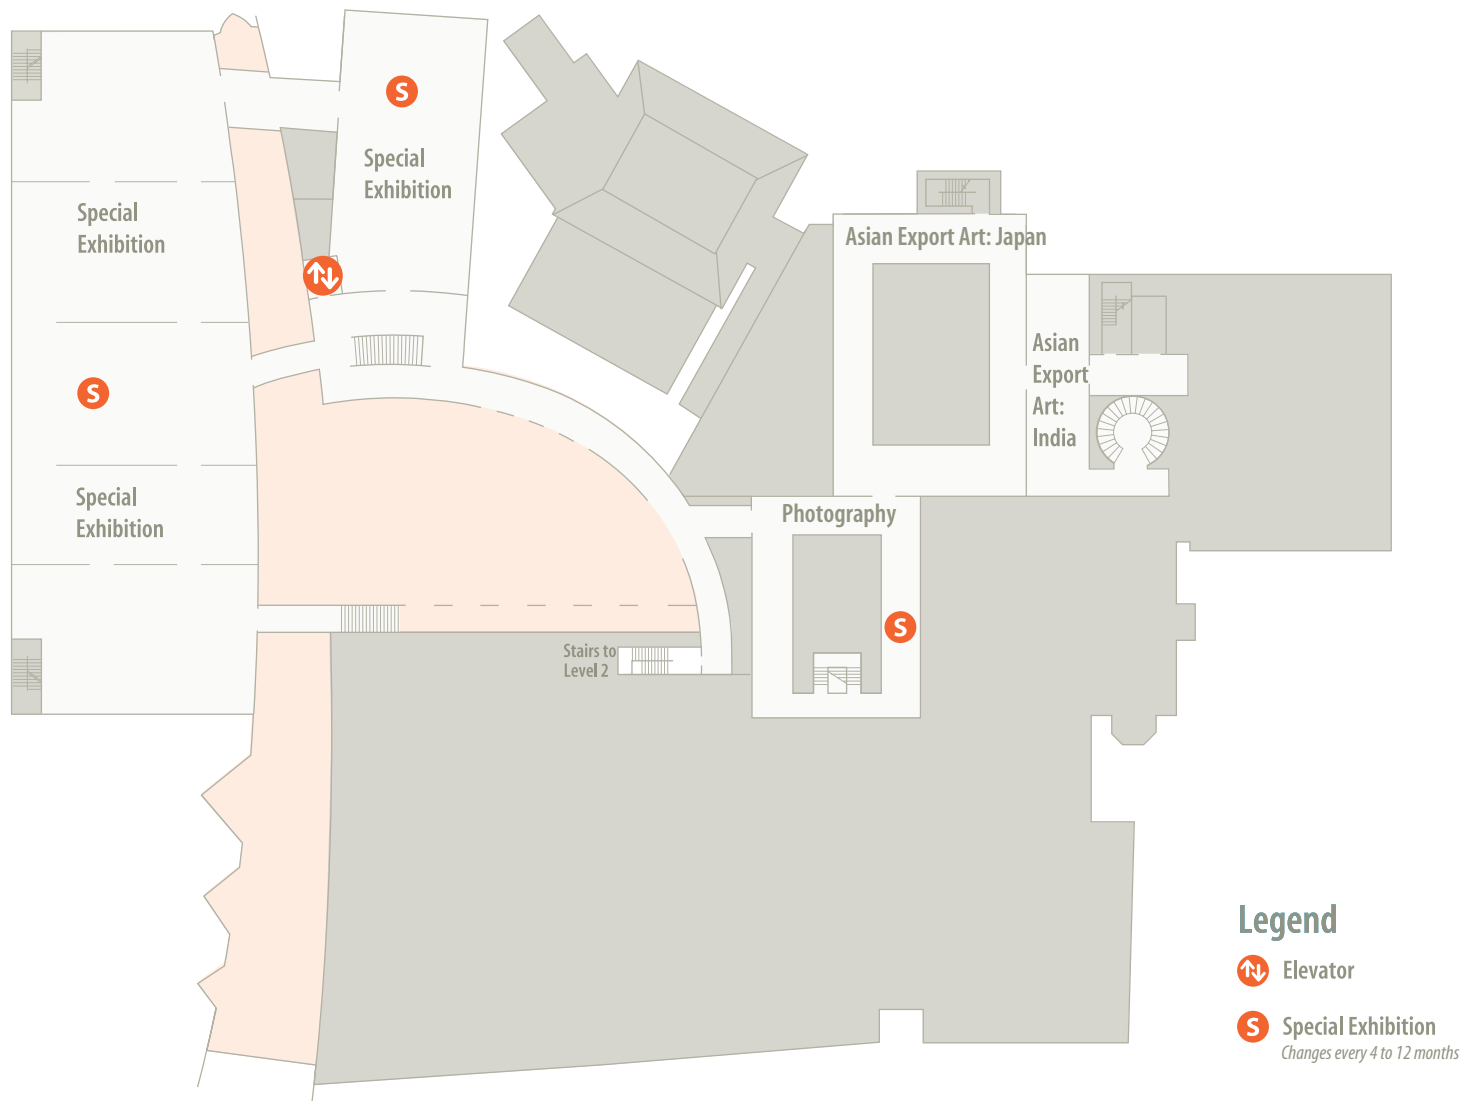 S
Special
Exhibition
Special
Exhibition
Asian Export Art: Japan
Asian
Export
Art:
India
S
Special
Exhibition
Photography
S
Stairs to
Level 2
Legend
Elevator
S Special Exhibition
Changes every 4 to 12 months